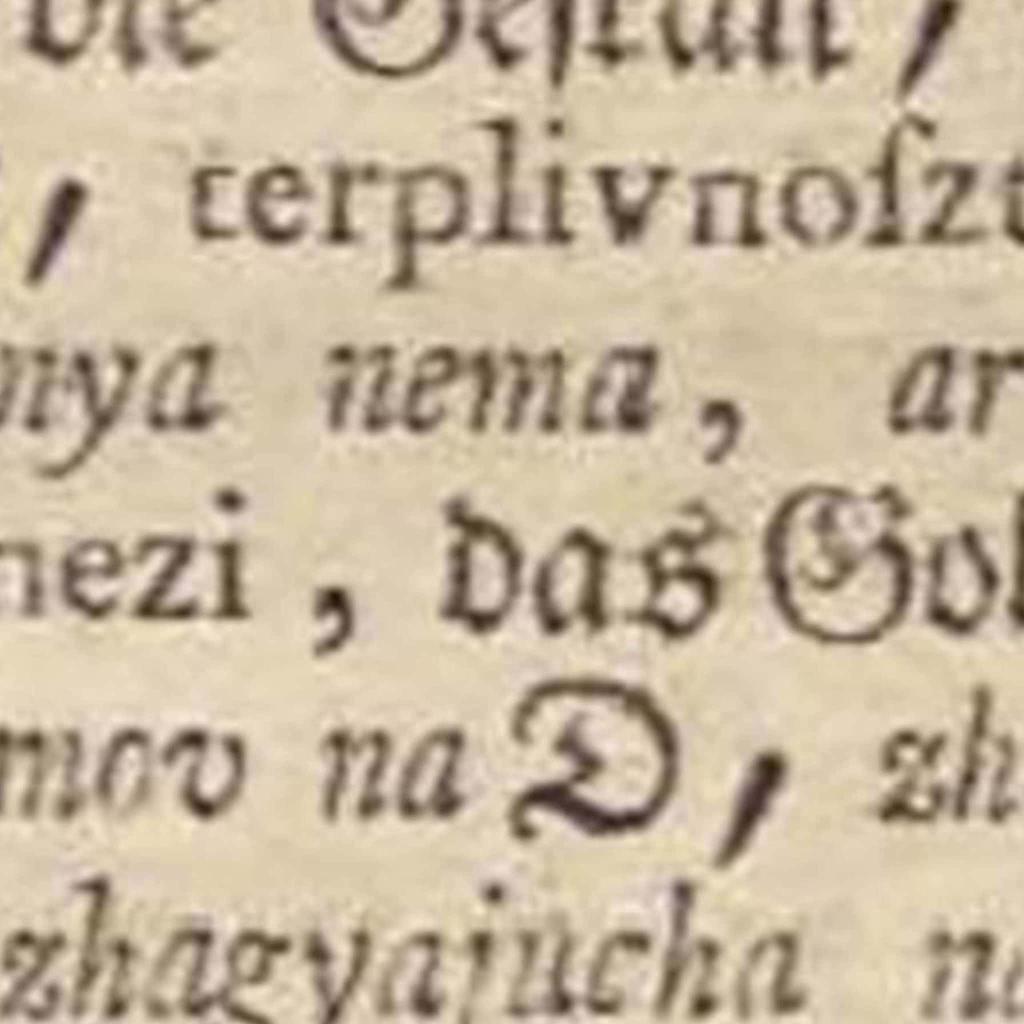 die Geſtalt,
, terplivnoſzt
nya nema, ar
nezi, das Gol
mov na D, zh
zhagyajucha n